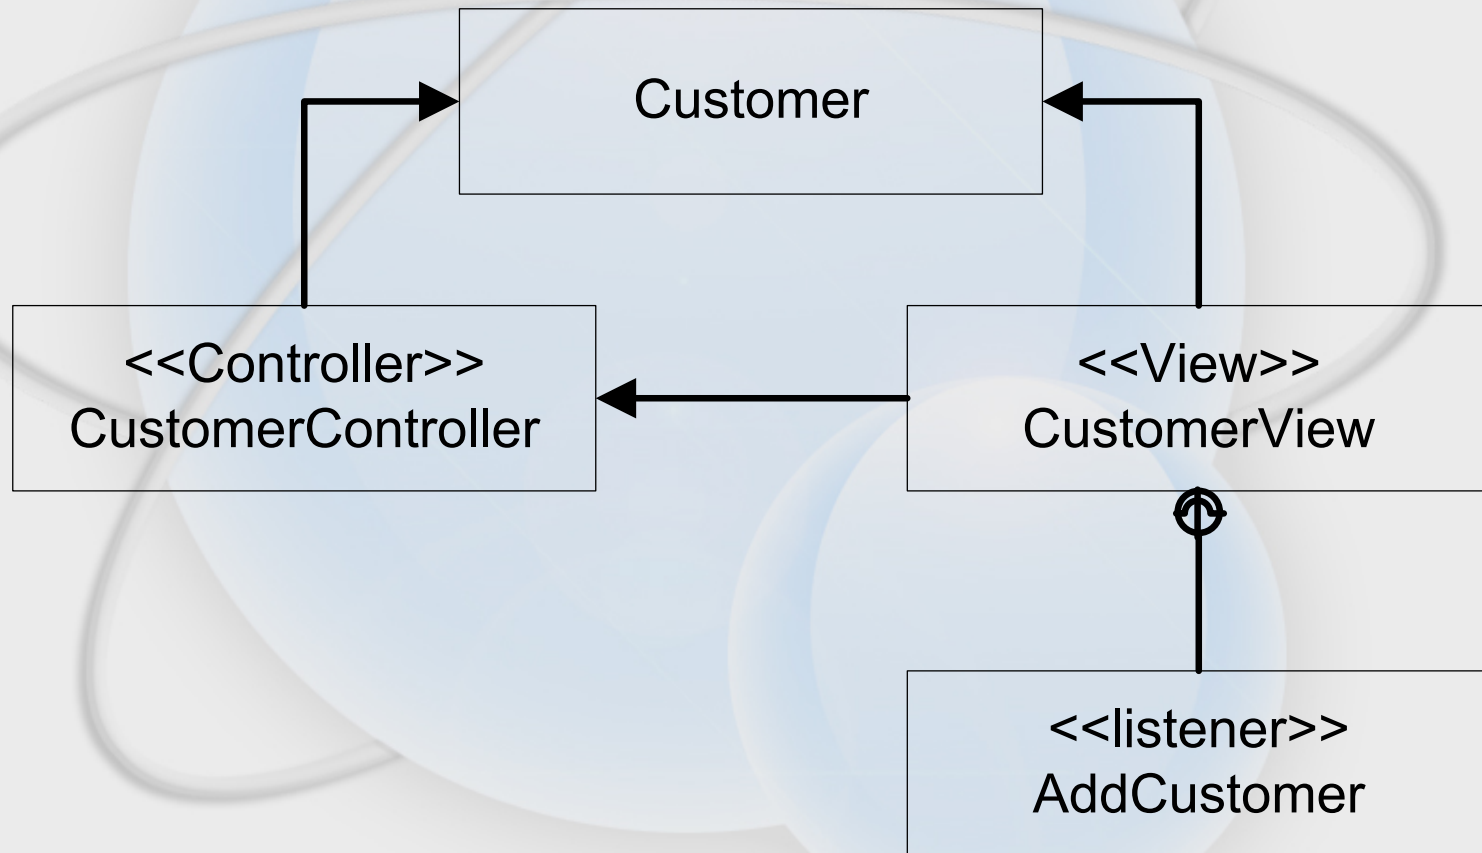 Customer
<<Controller>>
CustomerController
<<View>>
CustomerView
<<listener>>
AddCustomer